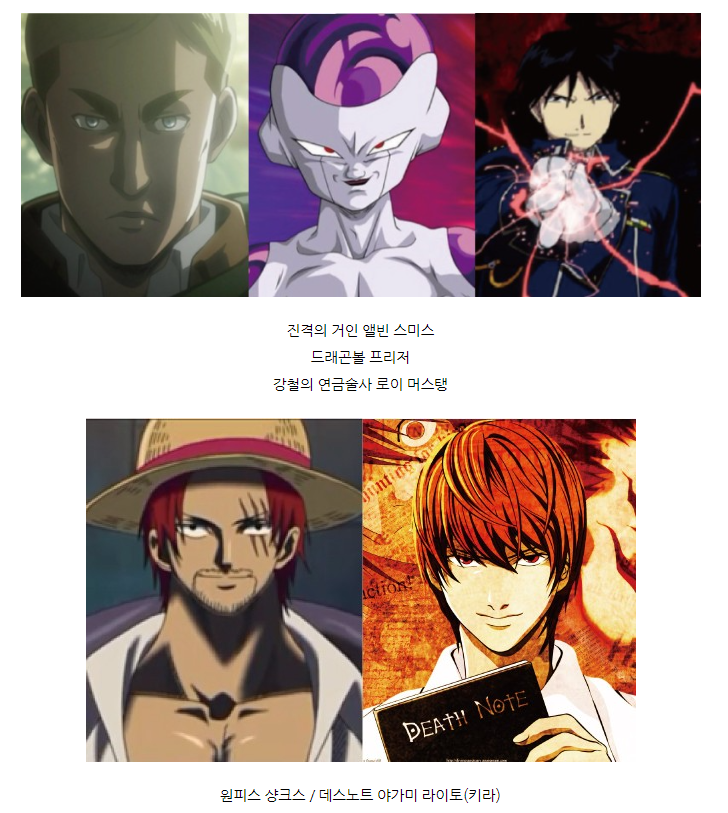 진격의 거인 앨빈 스미스
드래곤볼 프리저
강철의 연금술사 로이 머스탱
DEATH NOTE
원피스 샹크스 / 데스노트 야가미 라이토(키라)